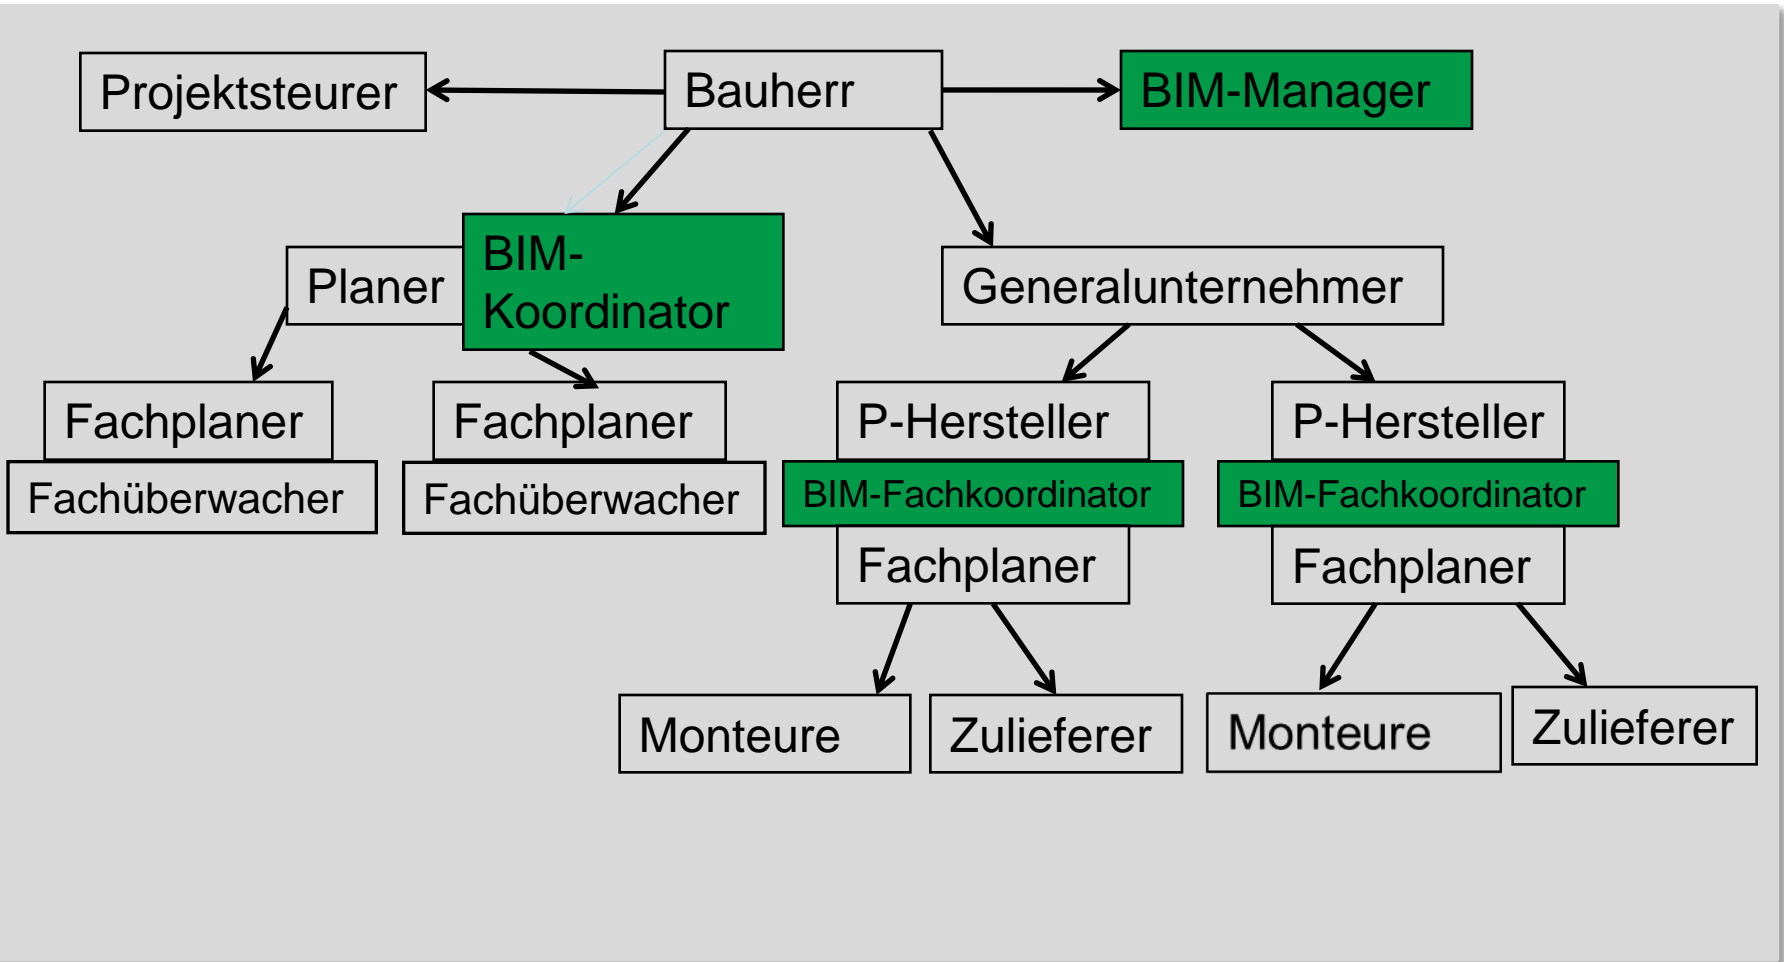 Projektsteurer
Bauherr
BIM-Manager
Planer
BIM-
Koordinator
Generalunternehmer
Fachplaner
Fachplaner
P-Hersteller
P-Hersteller
Fachüberwacher
Fachüberwacher
BIM-Fachkoordinator
BIM-Fachkoordinator
Fachplaner
Fachplaner
Monteure
Zulieferer
Monteure
Zulieferer